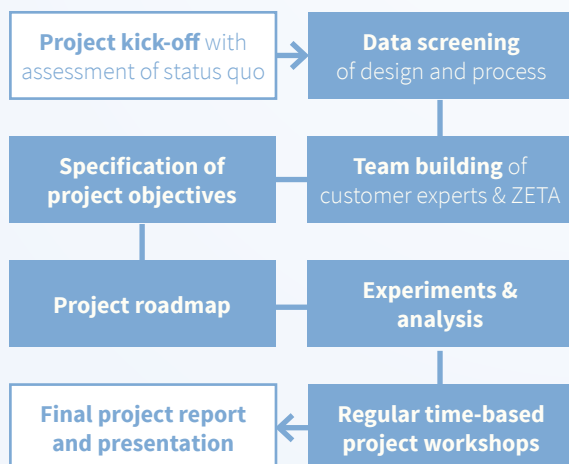 Project kick-off with
assessment of status quo
Data screening
of design and process
Specification of
project objectives
Team building of
customer experts & ZETA
Project roadmap
Experiments &
analysis
Final project report
and presentation
Regular time-based
project workshops